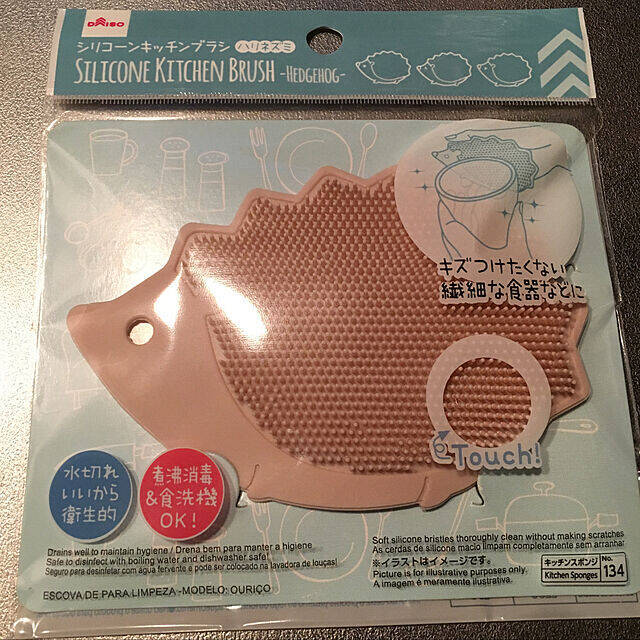 DAISO
シリコーンキッチンブラシ ハリネズミ
SILICONE KITCHEN BRUSH -HEDGEHOG-
キズつけたくない
繊細な食器などに
Touch!
水切れ
いいから
衛生的
煮沸消毒
&食洗機
OK!
Drains well to maintain hygiene / Drena bem para manter a higiene
Safe to disinfect with boiling water and dishwasher safe!
Seguro para desinfetar com água fervente e pode ser colocado na lavadora de louças!
ESCOVA DE PARA LIMPEZA -MODELO: OURIÇO
Soft silicone bristles thoroughly clean without making scratches
As cerdas de silicone macio limpam completamente sem arranhar
※イラストはイメージです。
Picture is for illustrative purposes only.
A imagem é meramente ilustrativa.
キッチンスポンジ
Kitchen Sponges
No.
134